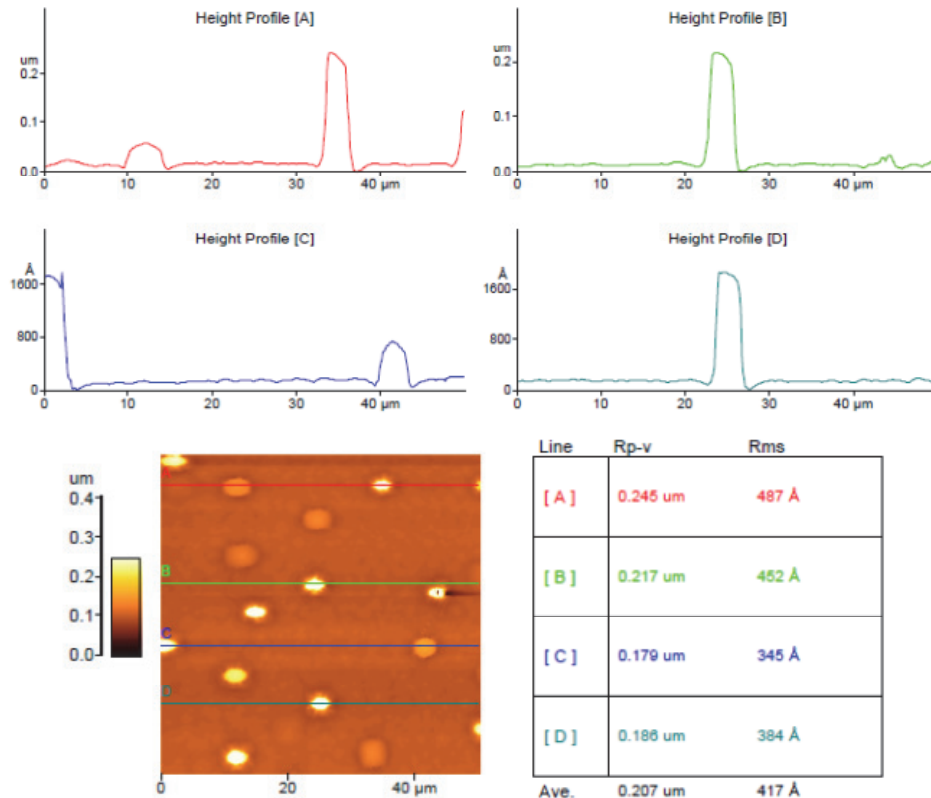 Height Profile [A]
um
0.2
0.1
0.0
0 10 20 30 40 µm
Height Profile [B]
um
0.2
0.1
0.0
0 10 20 30 40 µm
Height Profile [C]
Å
1600
800
0
0 10 20 30 40 µm
Height Profile [D]
Å
1600
800
0
0 10 20 30 40 µm
um
0.4
0.3
0.2
0.1
0.0
B
C
D
0 20 40 µm
Line Rp-v Rms
[ A ] 0.245 um 487 Å
[ B ] 0.217 um 452 Å
[ C ] 0.179 um 345 Å
[ D ] 0.186 um 384 Å
Ave. 0.207 um 417 Å